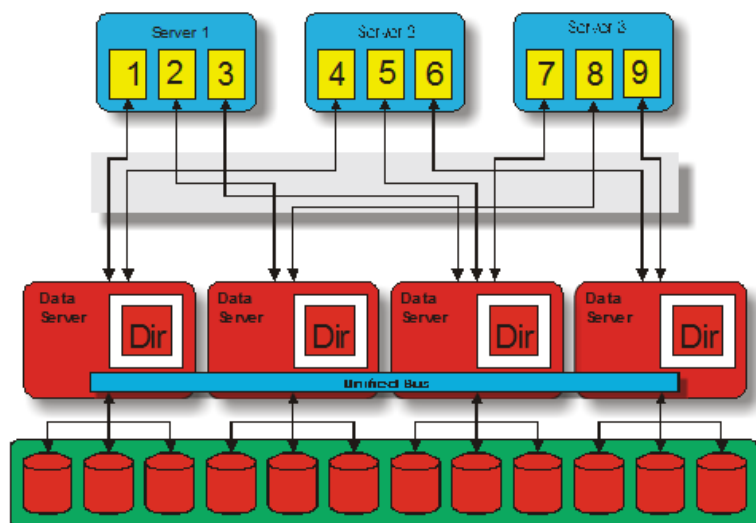 Server 1
Server 2
Server 3
1 2 3
4 5 6
7 8 9
Data Server
Dir
Data Server
Dir
Data Server
Dir
Data Server
Dir
Unified Bus